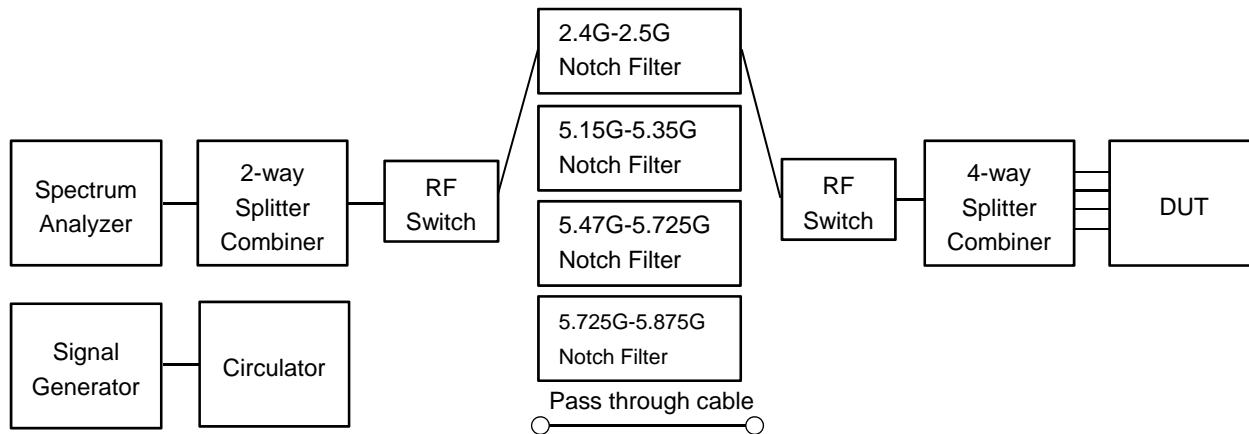 2.4G-2.5G
Notch Filter
5.15G-5.35G
Notch Filter
Spectrum
Analyzer
2-way
Splitter
Combiner
RF
Switch
RF
Switch
4-way
Splitter
Combiner
DUT
5.47G-5.725G
Notch Filter
5.725G-5.875G
Notch Filter
Signal
Generator
Circulator
Pass through cable